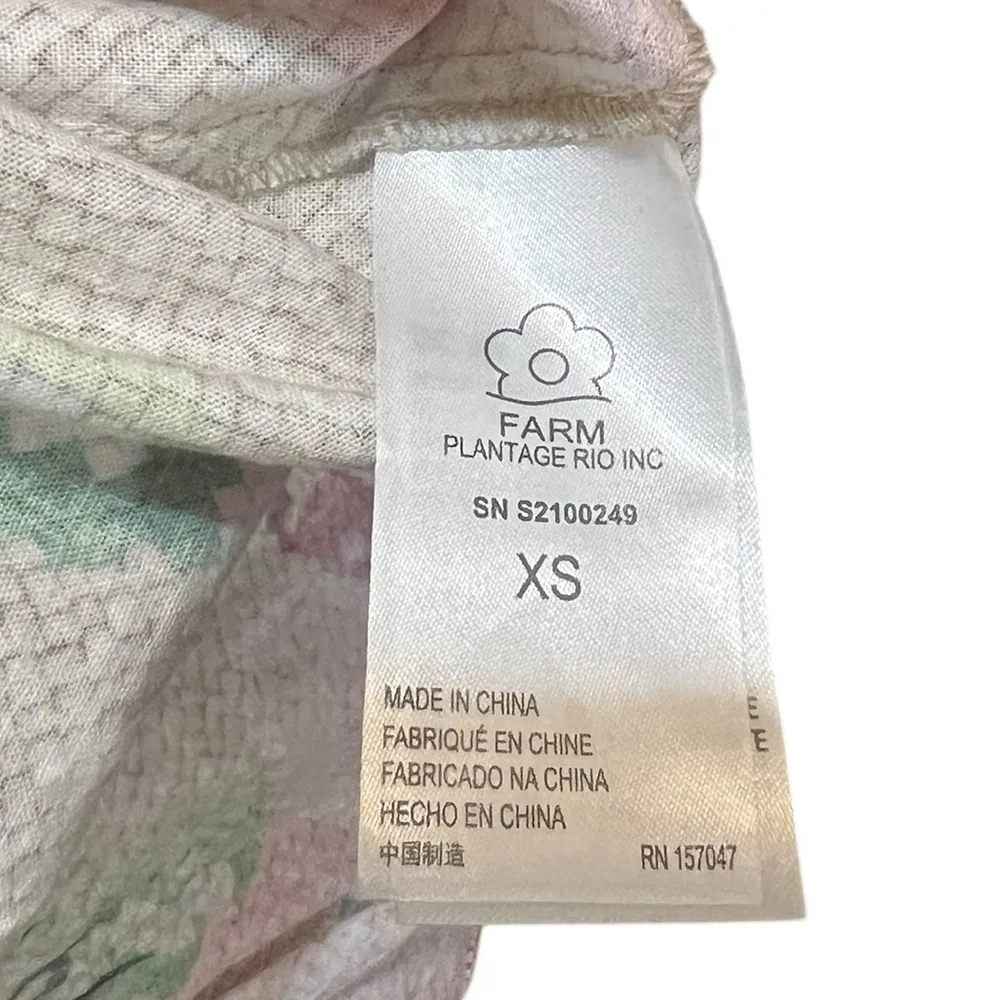 FARM
PLANTAGE RIO INC
SN S2100249
XS
MADE IN CHINA
FABRIQUÉ EN CHINE
FABRICADO NA CHINA
HECHO EN CHINA
中国制造
RN 157047
E
E